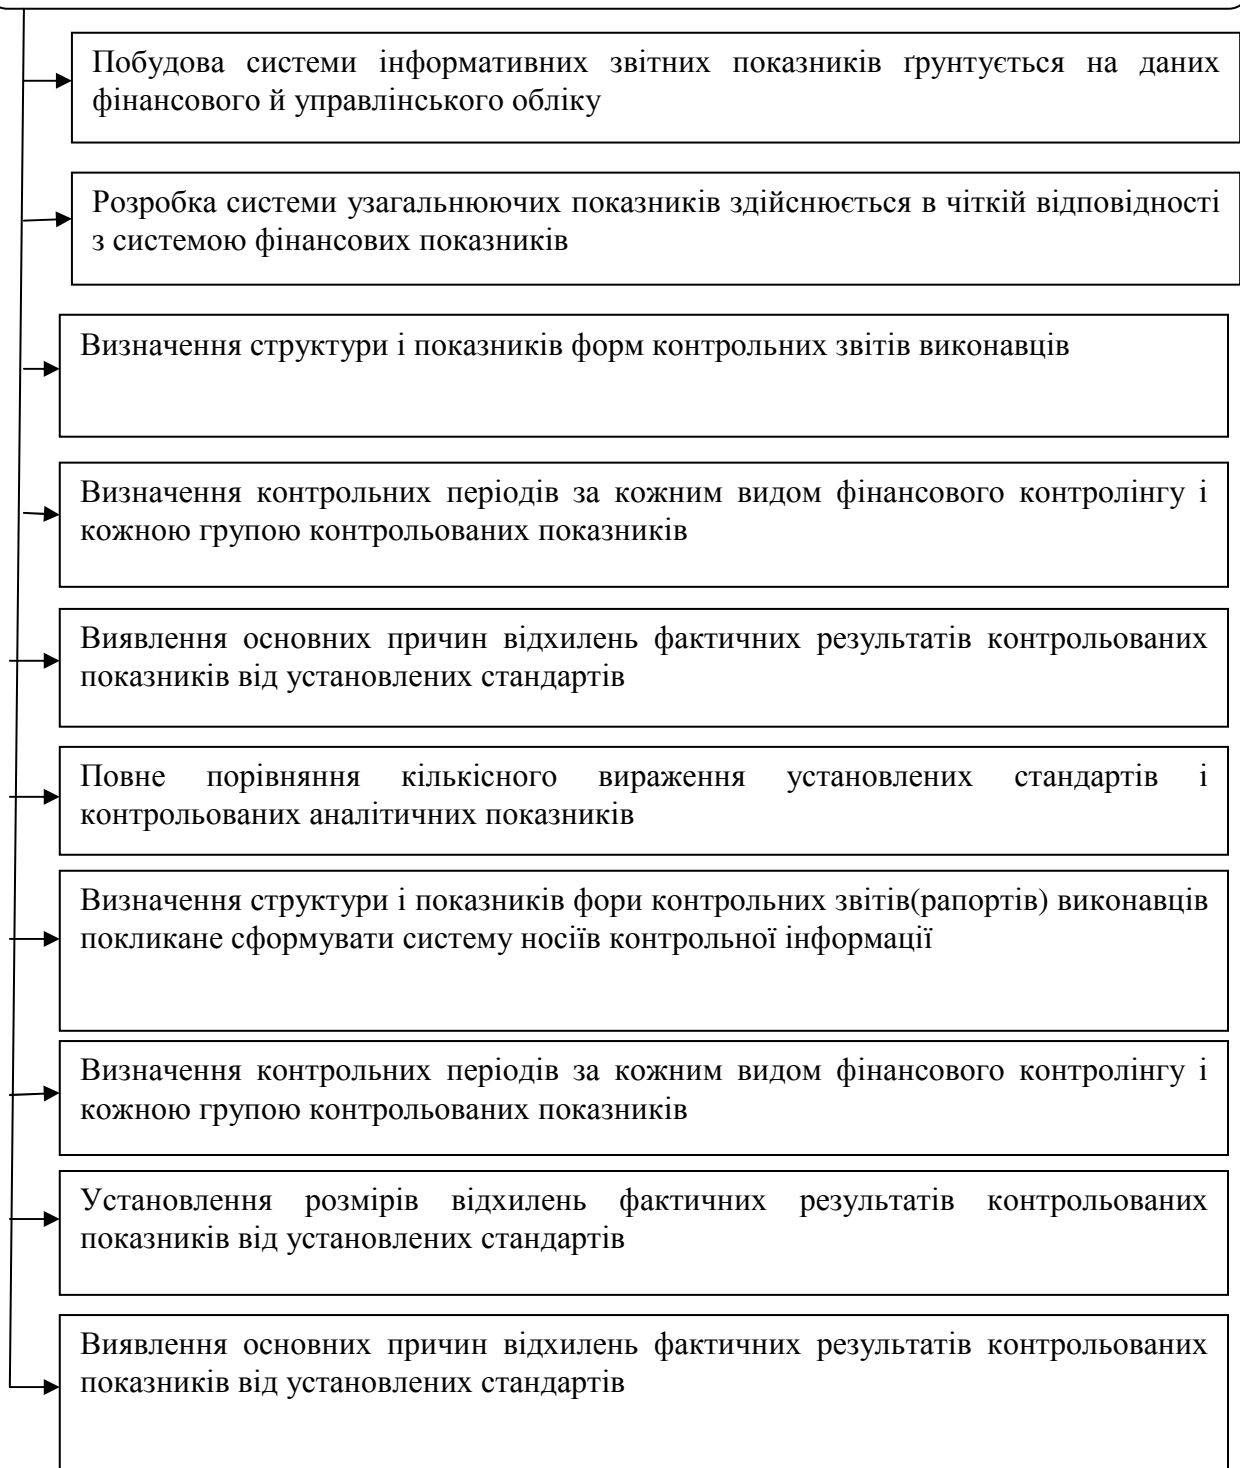 Побудова системи інформативних звітних показників ґрунтується на даних
фінансового й управлінського обліку
Розробка системи узагальнюючих показників здійснюється в чіткій відповідності
з системою фінансових показників
Визначення структури і показників форм контрольних звітів виконавців
Визначення контрольних періодів за кожним видом фінансового контролінгу і
кожною групою контрольованих показників
Виявлення основних причин відхилень фактичних результатів контрольованих
показників від установлених стандартів
Повне порівняння кількісного вираження установлених стандартів і
контрольованих аналітичних показників
Визначення структури і показників фори контрольних звітів(рапортів) виконавців
покликане сформувати систему носіїв контрольної інформації
Визначення контрольних періодів за кожним видом фінансового контролінгу і
кожною групою контрольованих показників
Установлення розмірів відхилень фактичних результатів контрольованих
показників від установлених стандартів
Виявлення основних причин відхилень фактичних результатів контрольованих
показників від установлених стандартів